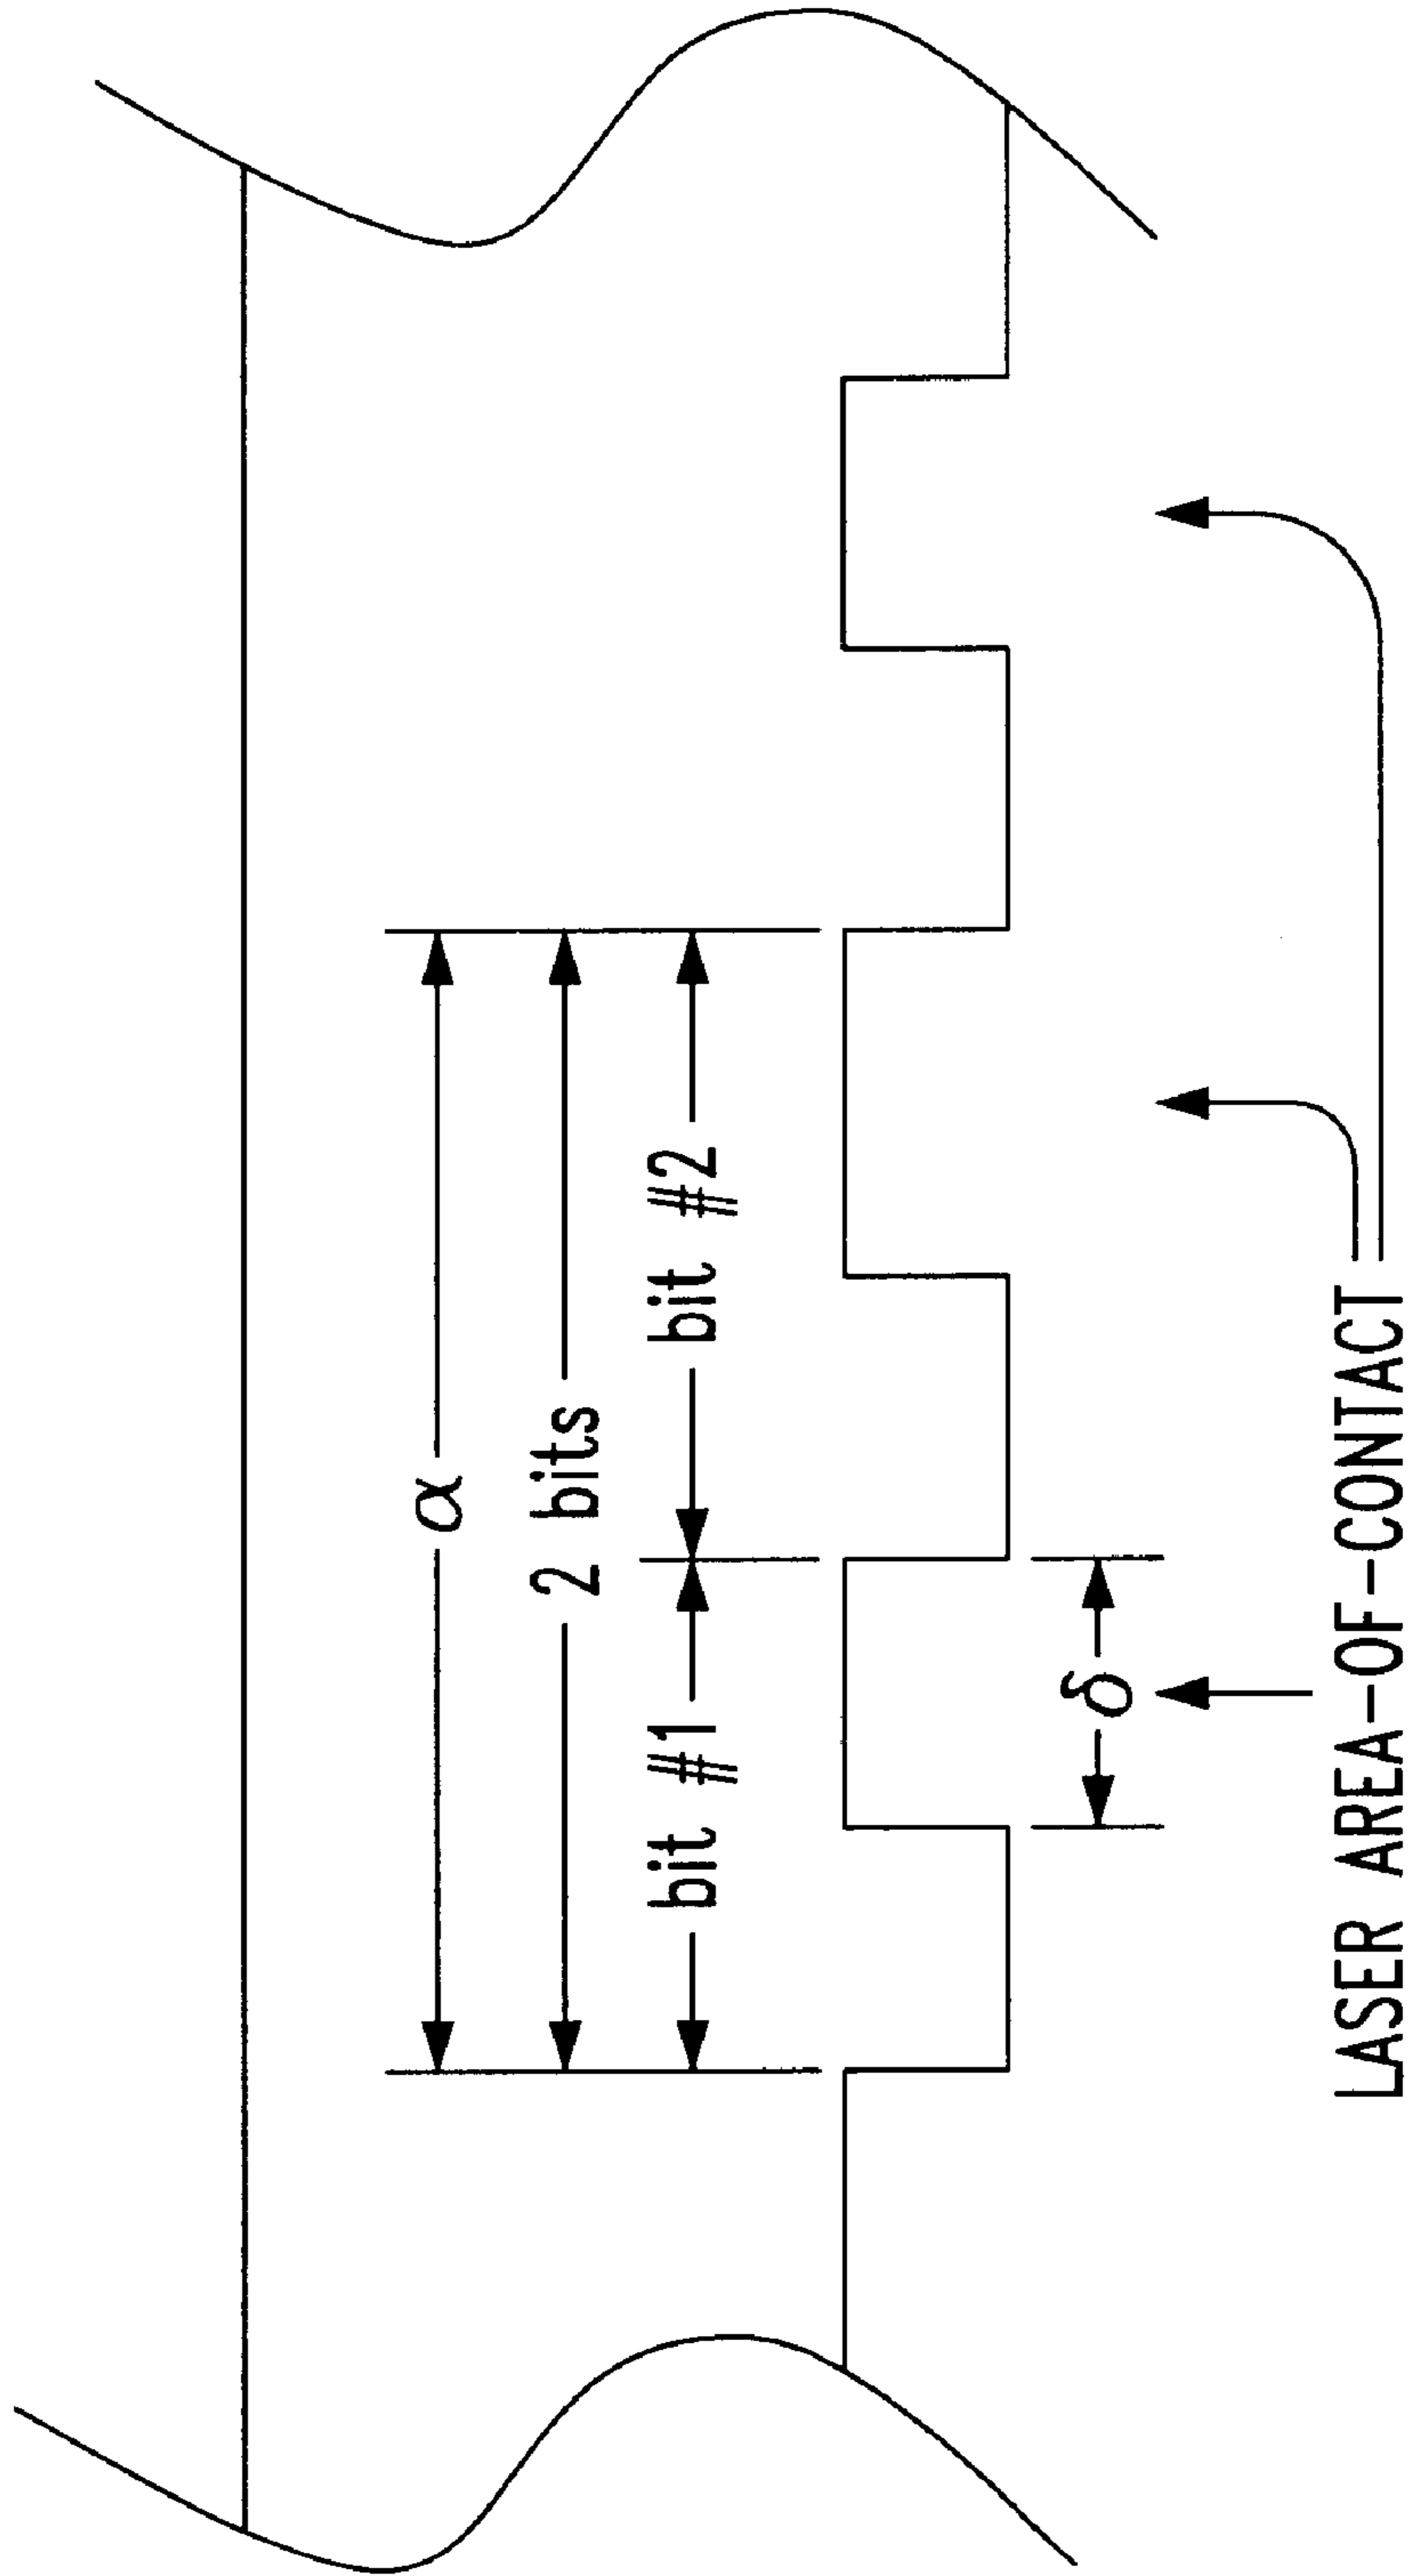 α
2 bits
bit #1
bit #2
δ
LASER AREA-OF-CONTACT